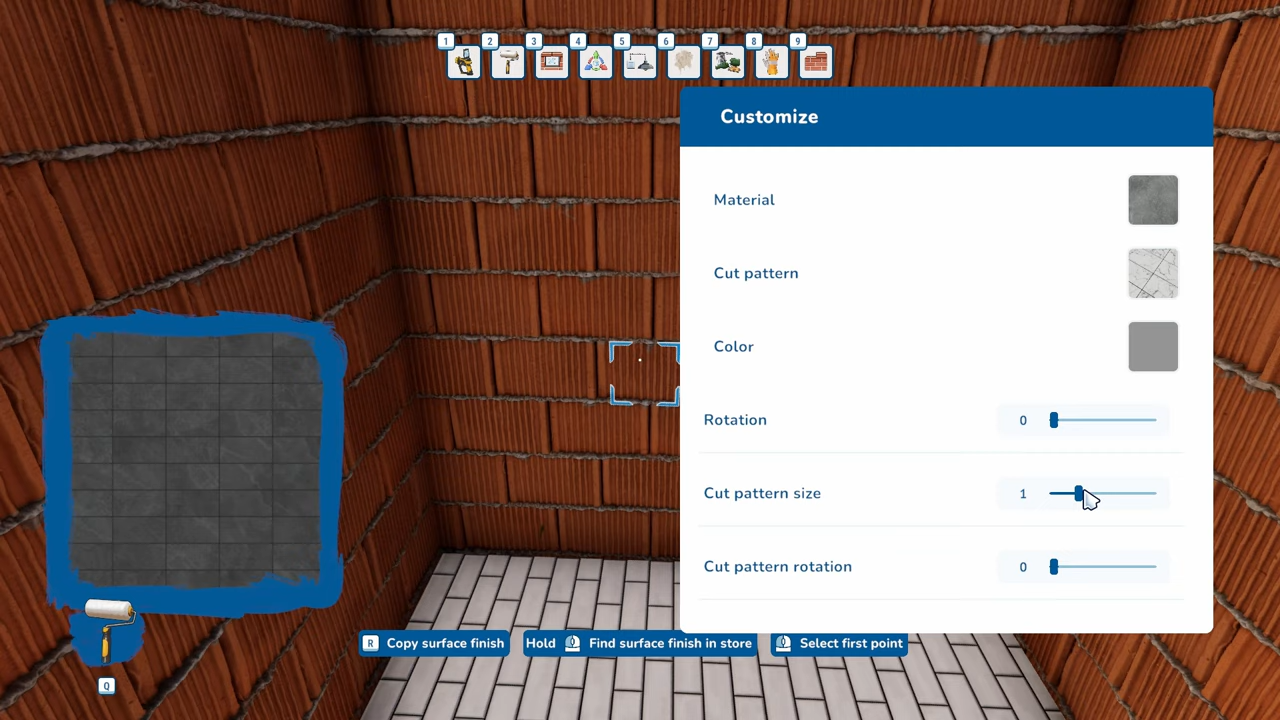 1 2 3 4 5 6 7 8 9
Customize
Material
Cut pattern
Color
Rotation 0
Cut pattern size 1
Cut pattern rotation 0
R Copy surface finish Hold Find surface finish in store Select first point
Q